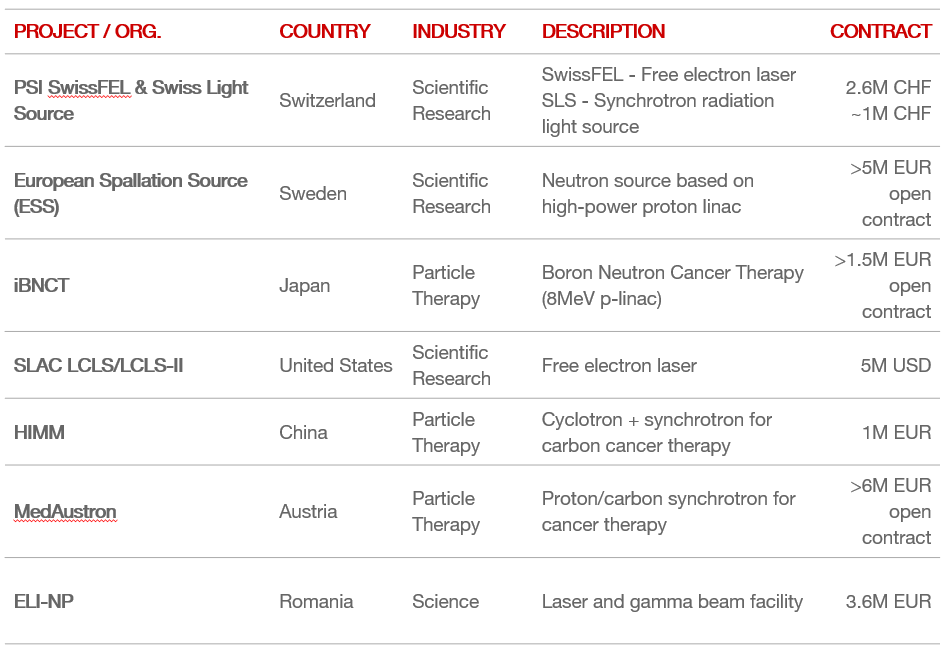 PROJECT / ORG. COUNTRY INDUSTRY DESCRIPTION CONTRACT
PSI SwissFEL & Swiss Light
Source
Switzerland
Scientific
Research
SwissFEL - Free electron laser
SLS - Synchrotron radiation
light source
2.6M CHF
~1M CHF
European Spallation Source
(ESS)
Sweden
Scientific
Research
Neutron source based on
high-power proton linac
>5M EUR
open
contract
iBNCT
Japan
Particle
Therapy
Boron Neutron Cancer Therapy
(8MeV p-linac)
>1.5M EUR
open
contract
SLAC LCLS/LCLS-II
United States
Scientific
Research
Free electron laser
5M USD
HIMM
China
Particle
Therapy
Cyclotron + synchrotron for
carbon cancer therapy
1M EUR
MedAustron
Austria
Particle
Therapy
Proton/carbon synchrotron for
cancer therapy
>6M EUR
open
contract
ELI-NP
Romania
Science
Laser and gamma beam facility
3.6M EUR